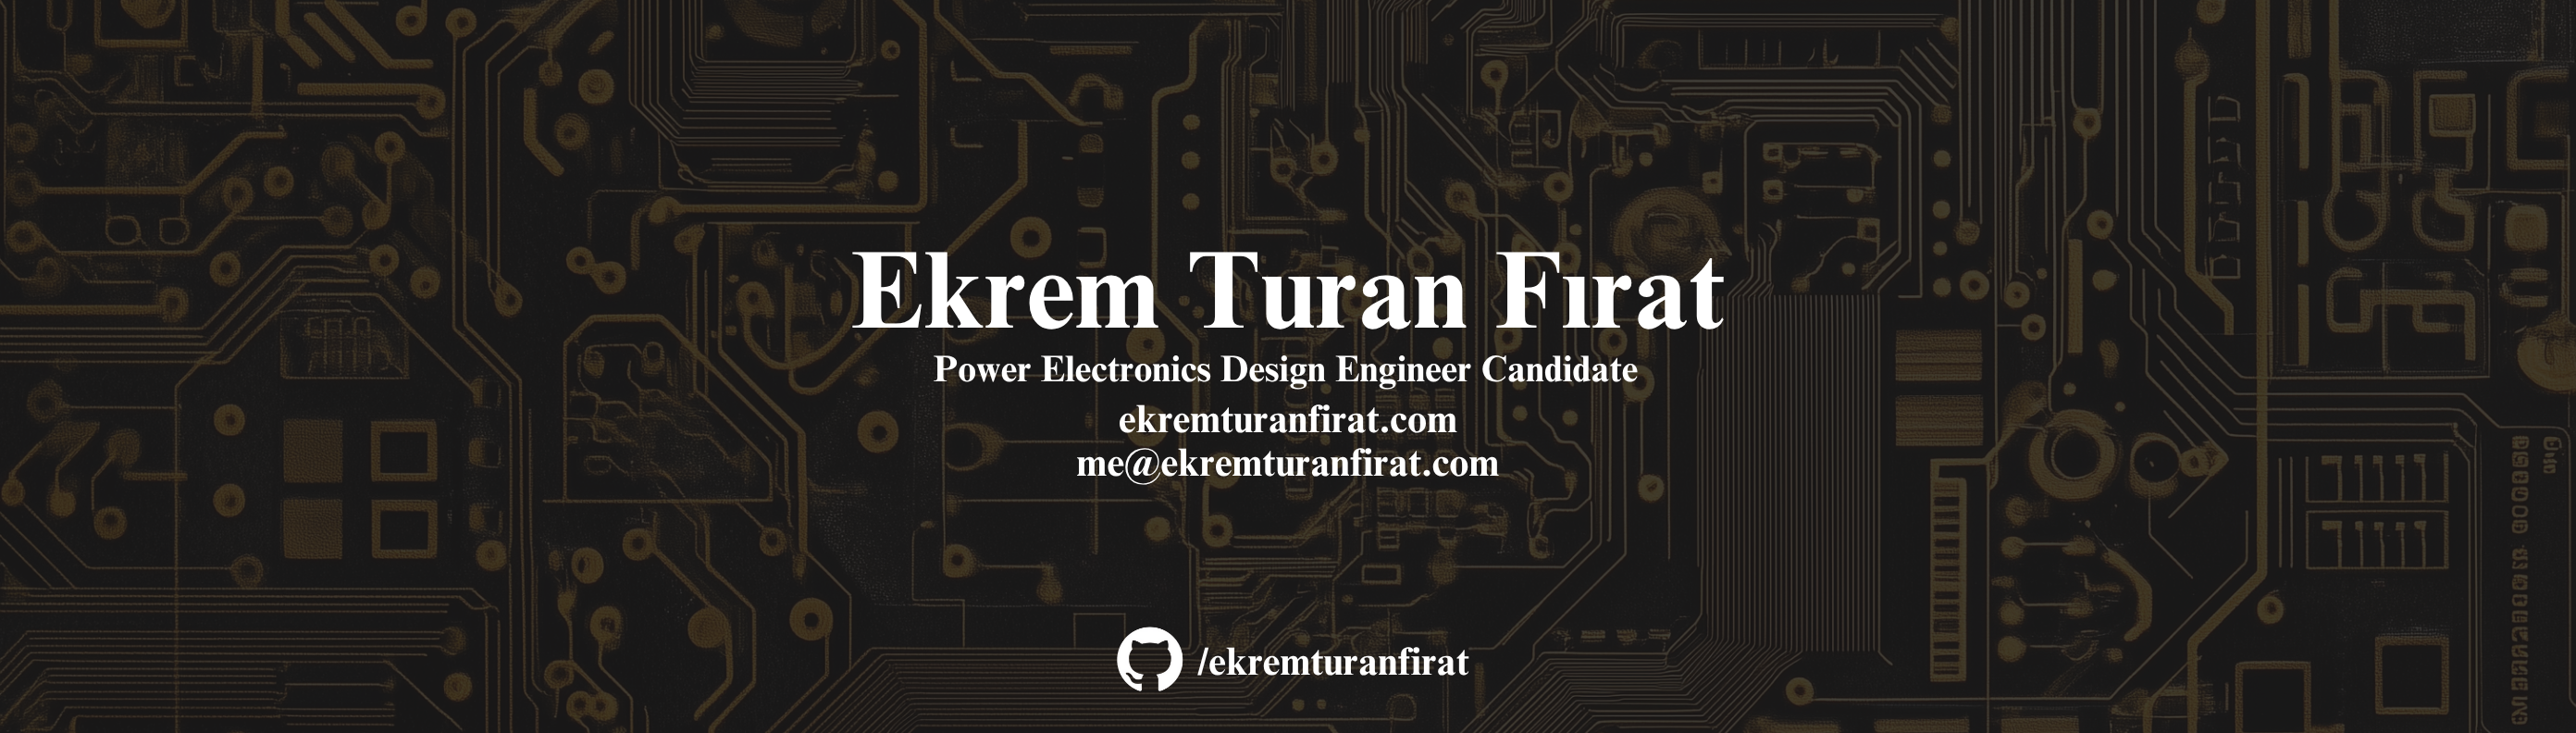 Ekrem Turan Fırat
Power Electronics Design Engineer Candidate
ekremturanfirat.com
me@ekremturanfirat.com
/ekremturanfirat